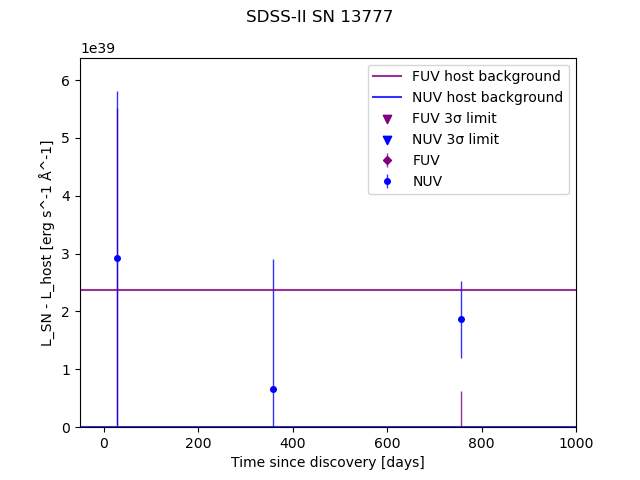 SDSS-II SN 13777
1e39
6
5
4
3
2
1
0
L_SN - L_host [erg s^-1 Å^-1]
FUV host background
NUV host background
FUV 3σ limit
NUV 3σ limit
FUV
NUV
0 200 400 600 800 1000
Time since discovery [days]